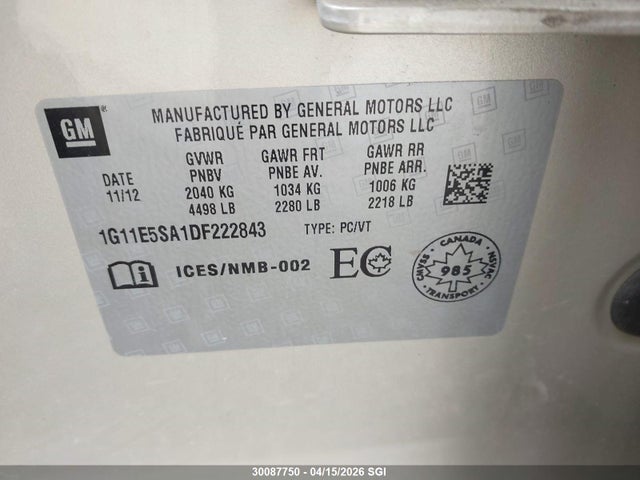 GM
MANUFACTURED BY GENERAL MOTORS LLC
FABRIQUÉ PAR GENERAL MOTORS LLC
DATE
11/12
GVWR
PNBV
2040 KG
4498 LB
GAWR FRT
PNBE AV.
1034 KG
2280 LB
GAWR RR
PNBE ARR.
1006 KG
2218 LB
1G11E5SA1DF222843 TYPE: PC/VT
ICES/NMB-002 EC
CANADA
CMVSS 985 NSVAC
TRANSPORT
30087750 - 04/15/2026 SGI